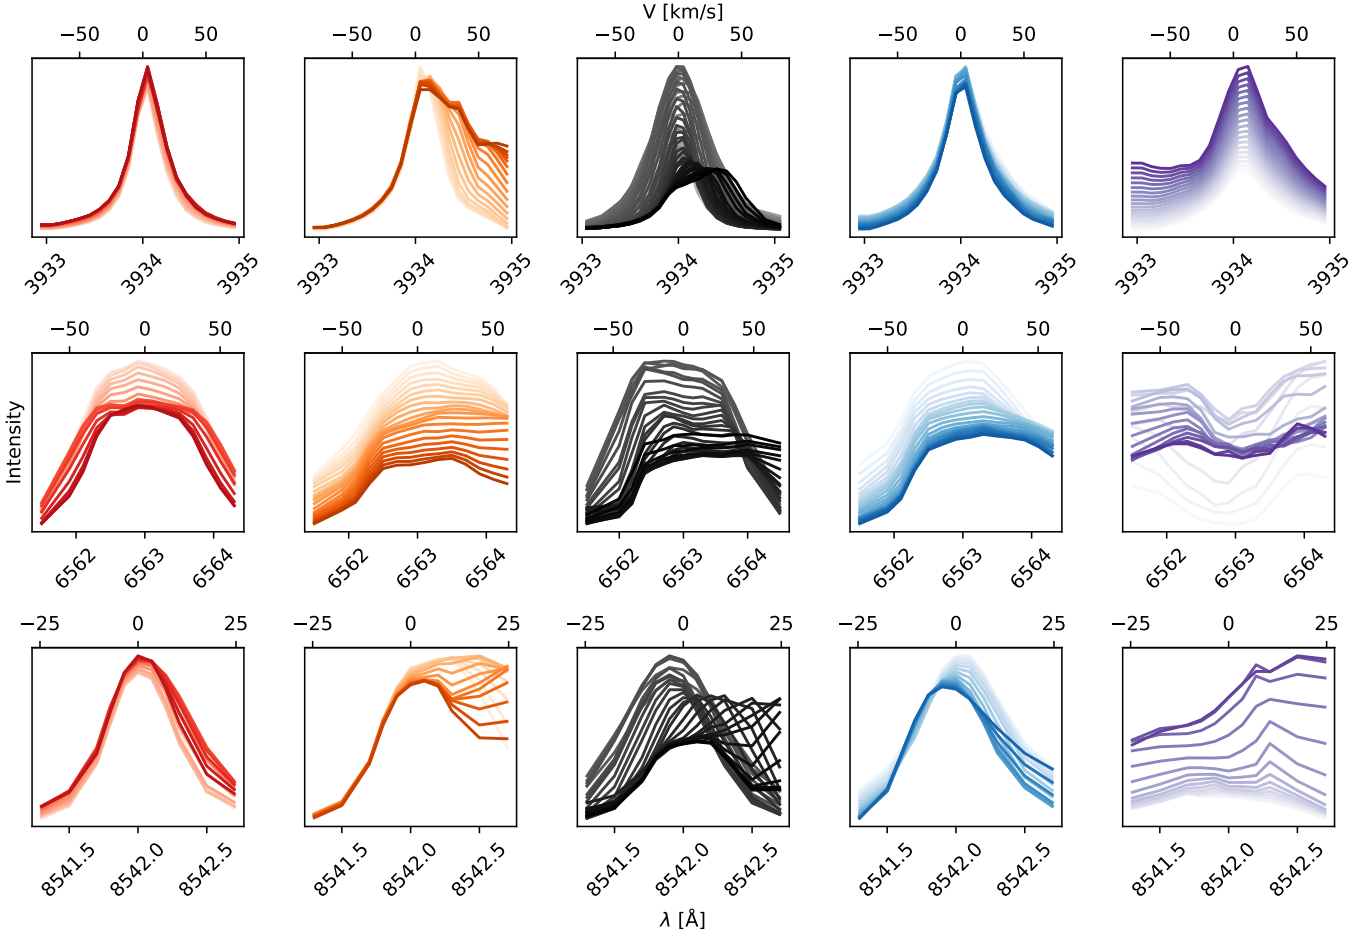 V [km/s]
−50 0 50 −50 0 50 −50 0 50 −50 0 50 −50 0 50
3933 3934 3935 3933 3934 3935 3933 3934 3935 3933 3934 3935 3933 3934 3935
−50 0 50 −50 0 50 −50 0 50 −50 0 50 −50 0 50
Intensity
6562 6563 6564 6562 6563 6564 6562 6563 6564 6562 6563 6564 6562 6563 6564
−25 0 25 −25 0 25 −25 0 25 −25 0 25 −25 0 25
8541.5 8542.0 8542.5 8541.5 8542.0 8542.5 8541.5 8542.0 8542.5 8541.5 8542.0 8542.5 8541.5 8542.0 8542.5
λ [Å]